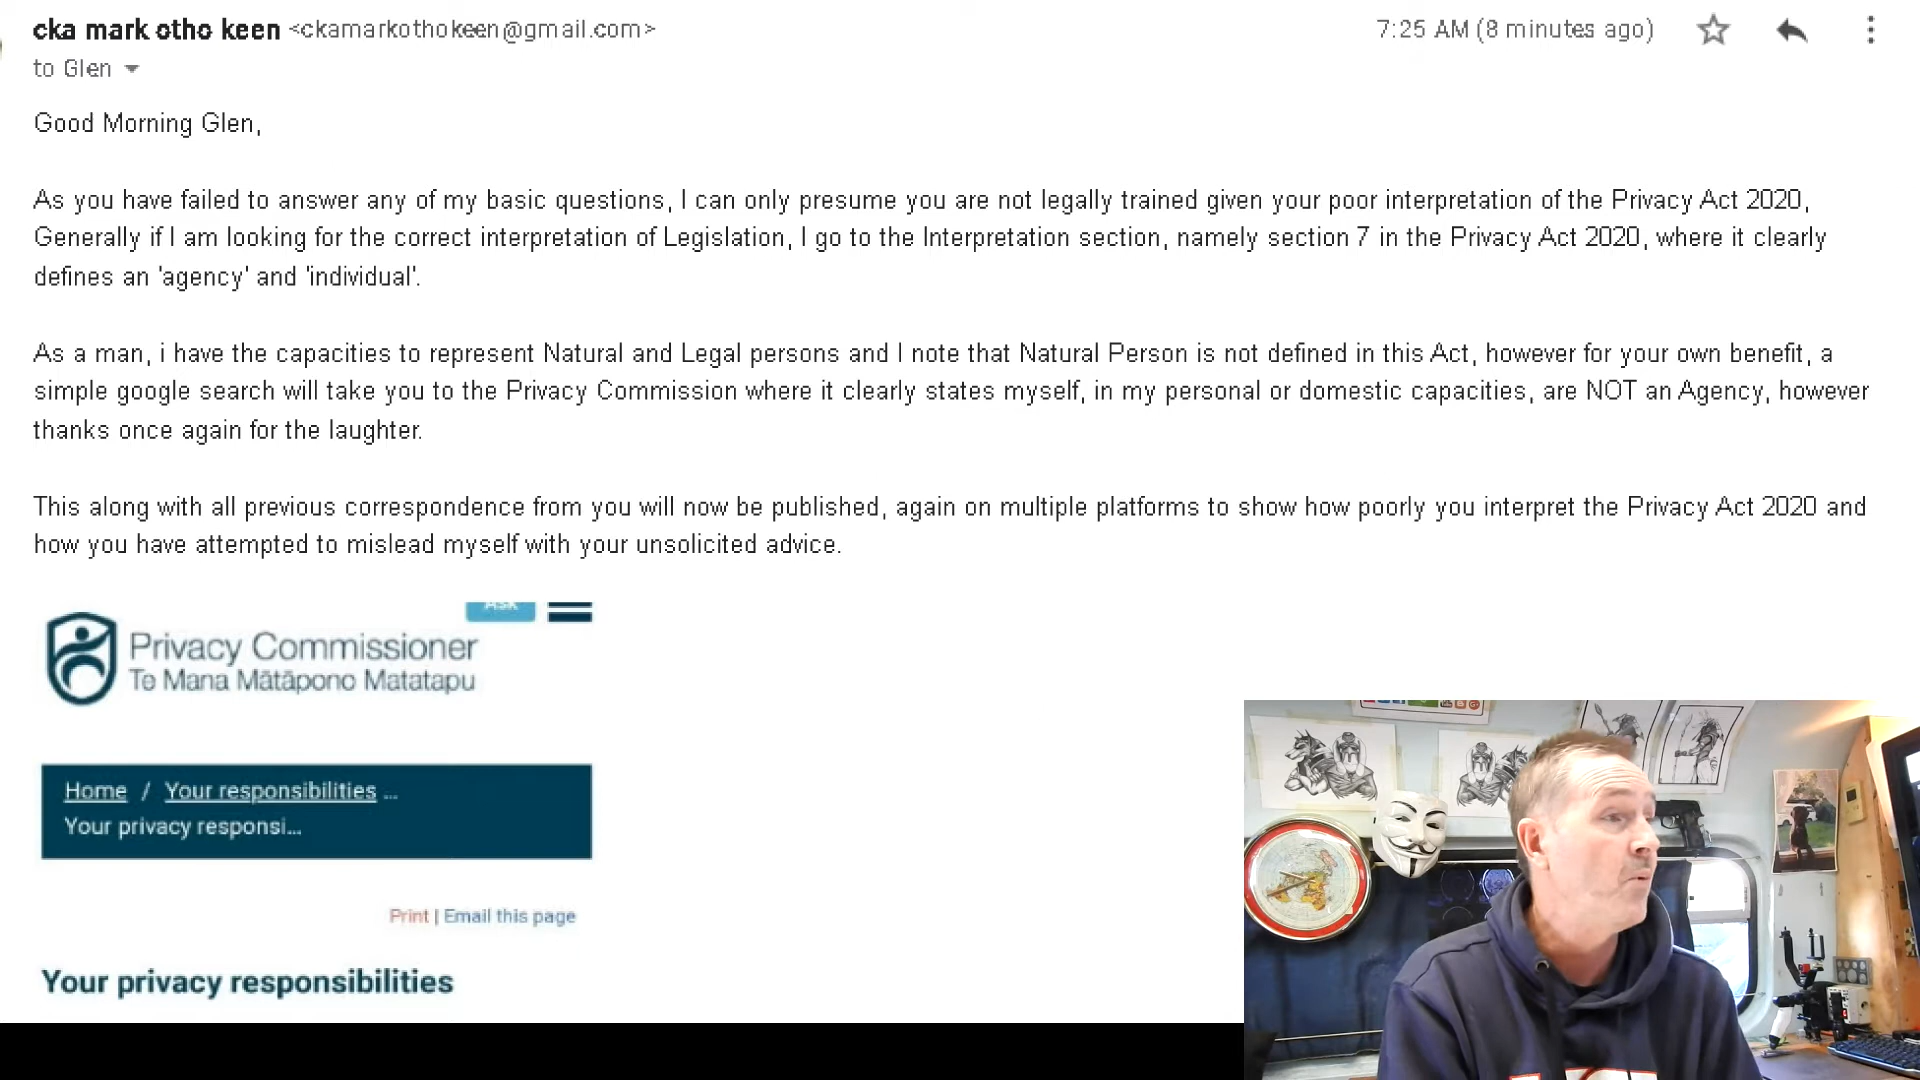 cka mark otho keen <ckamarkothokeen@gmail.com>
7:25 AM (8 minutes ago)
to Glen
Good Morning Glen,
As you have failed to answer any of my basic questions, I can only presume you are not legally trained given your poor interpretation of the Privacy Act 2020,
Generally if I am looking for the correct interpretation of Legislation, I go to the Interpretation section, namely section 7 in the Privacy Act 2020, where it clearly
defines an 'agency' and 'individual'.
As a man, i have the capacities to represent Natural and Legal persons and I note that Natural Person is not defined in this Act, however for your own benefit, a
simple google search will take you to the Privacy Commission where it clearly states myself, in my personal or domestic capacities, are NOT an Agency, however
thanks once again for the laughter.
This along with all previous correspondence from you will now be published, again on multiple platforms to show how poorly you interpret the Privacy Act 2020 and
how you have attempted to mislead myself with your unsolicited advice.
Ask
Privacy Commissioner
Te Mana Mātāpono Matatapu
Home / Your responsibilities ...
Your privacy responsi...
Print | Email this page
Your privacy responsibilities